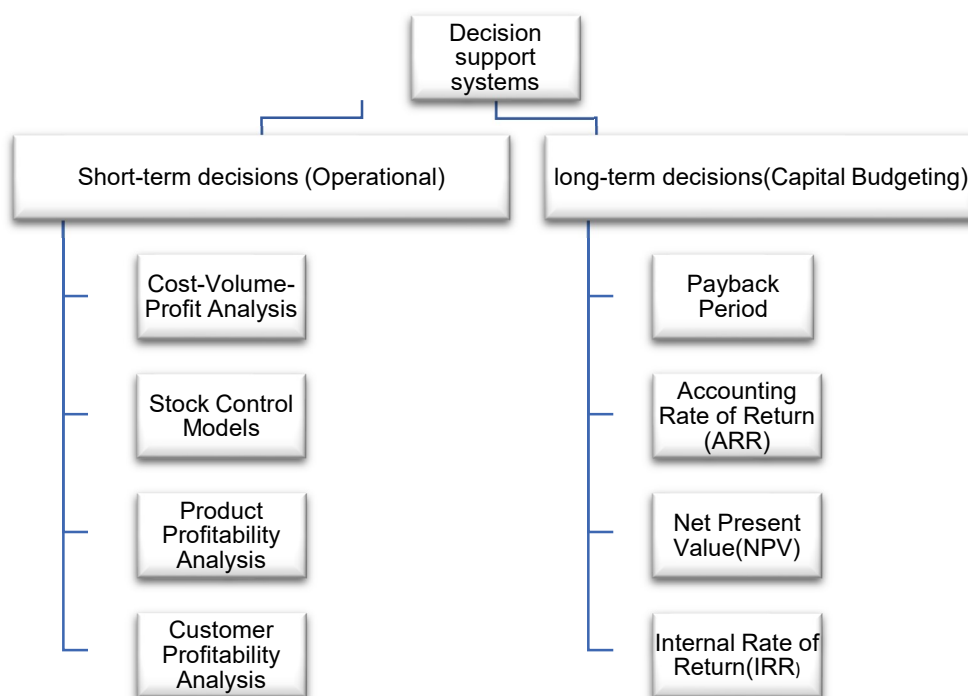 Decision
support
systems
Short-term decisions (Operational)
long-term decisions(Capital Budgeting)
Cost-Volume-
Profit Analysis
Stock Control
Models
Product
Profitability
Analysis
Customer
Profitability
Analysis
Payback
Period
Accounting
Rate of Return
(ARR)
Net Present
Value(NPV)
Internal Rate of
Return(IRR)